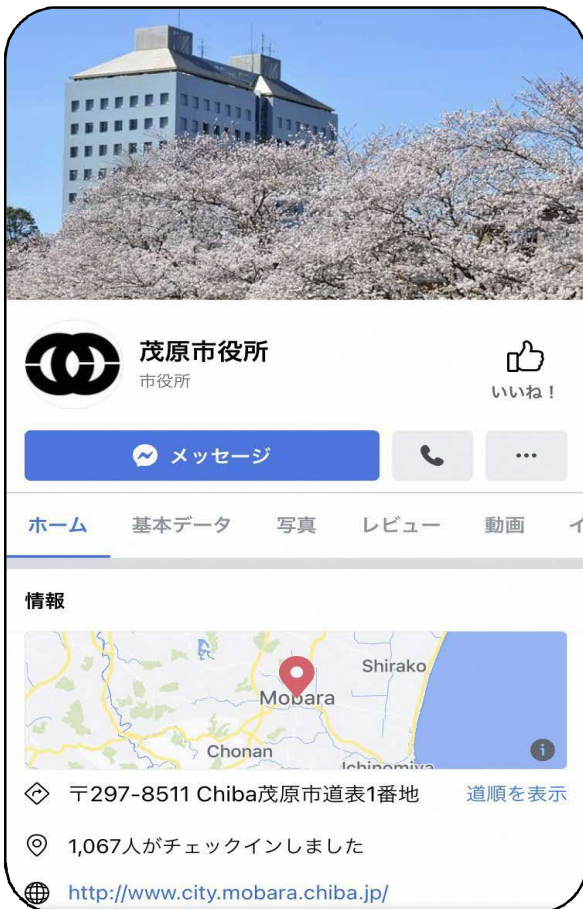 茂原市役所
市役所
いいね！
メッセージ
ホーム 基本データ 写真 レビュー 動画 イ
情報
Shirako
Mobara
Chonan
Ichinomiya
〒297-8511 Chiba茂原市道表1番地 道順を表示
1,067人がチェックインしました
http://www.city.mobara.chiba.jp/